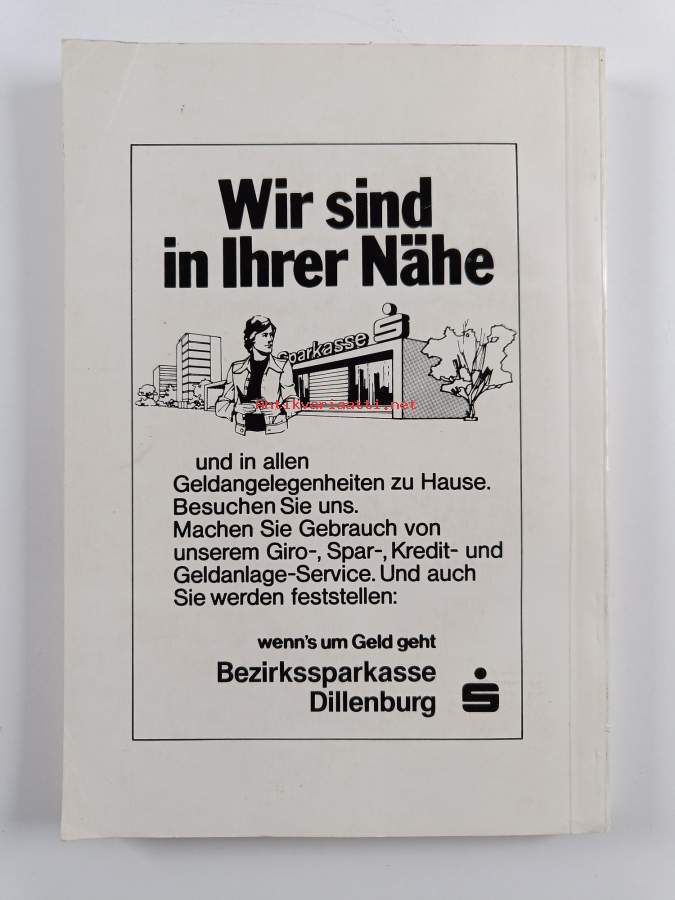 Wir sind
in Ihrer Nähe
Sparkasse
Antikvariaatti.net
und in allen
Geldangelegenheiten zu Hause.
Besuchen Sie uns.
Machen Sie Gebrauch von
unserem Giro-, Spar-, Kredit- und
Geldanlage-Service. Und auch
Sie werden feststellen:
wenn's um Geld geht
Bezirkssparkasse
Dillenburg